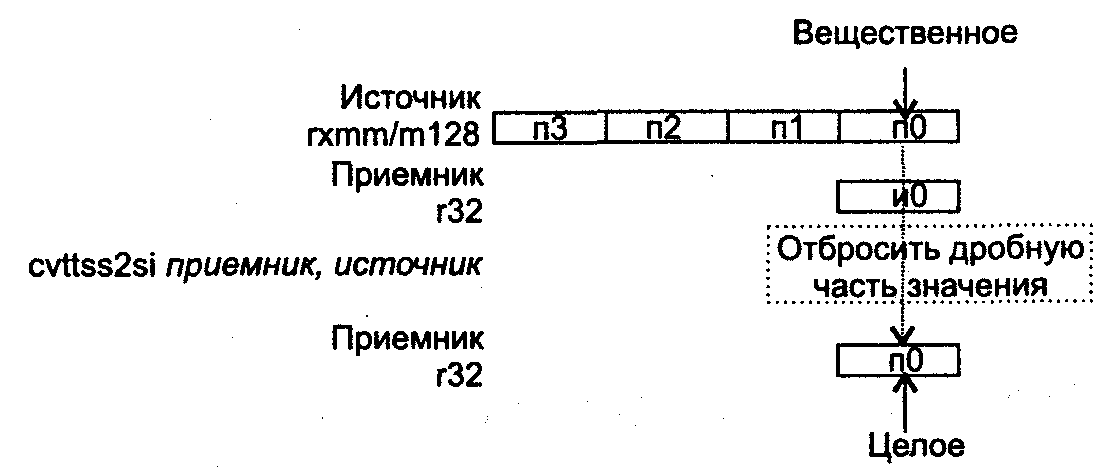 Вещественное
Источник
rxmm/m128
п3 п2 п1 п0
Приемник
r32
и0
cvttss2si приемник, источник
Отбросить дробную
часть значения
Приемник
r32
п0
Целое